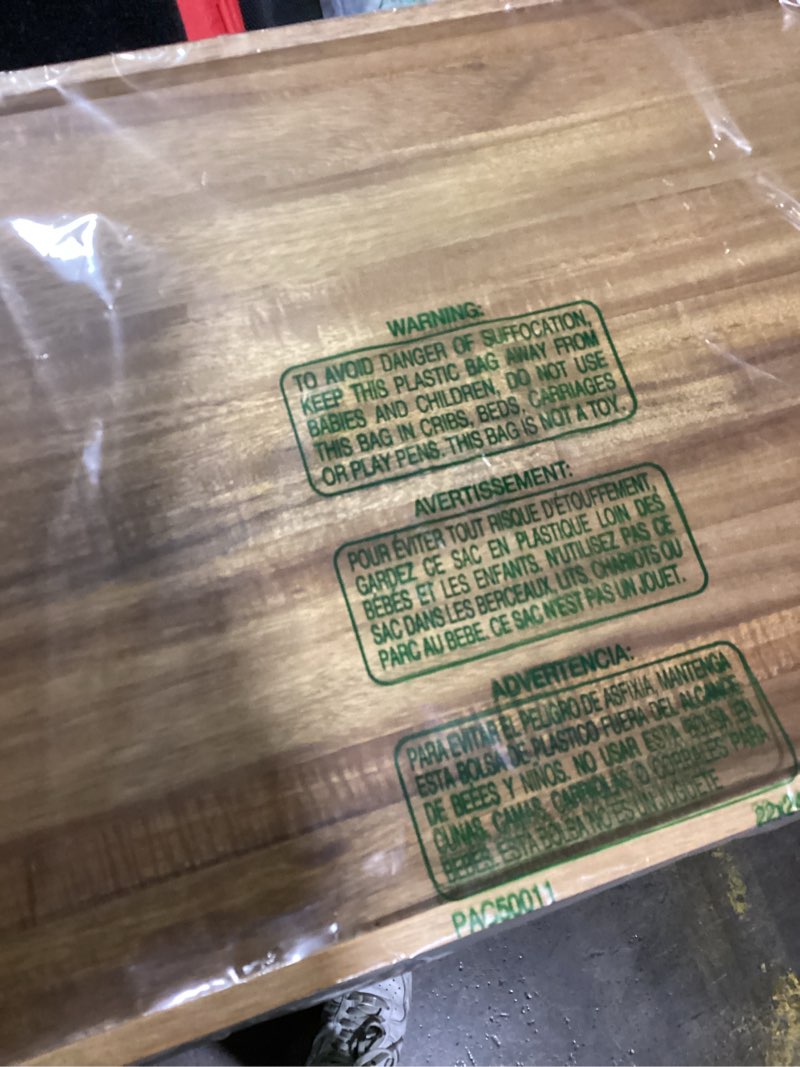 WARNING:
TO AVOID DANGER OF SUFFOCATION,
KEEP THIS PLASTIC BAG AWAY FROM
BABIES AND CHILDREN, DO NOT USE
THIS BAG IN CRIBS, BEDS, CARRIAGES
OR PLAY PENS. THIS BAG IS NOT A TOY.
AVERTISSEMENT:
POUR ÉVITER TOUT RISQUE D'ÉTOUFFEMENT,
GARDEZ CE SAC EN PLASTIQUE LOIN DES
BÉBÉS ET LES ENFANTS. N'UTILISEZ PAS CE
SAC DANS LES BERCEAUX, LITS, CHARIOTS OU
PARC AU BEBE. CE SAC N'EST PAS UN JOUET.
ADVERTENCIA:
PARA EVITAR EL PELIGRO DE ASFIXIA, MANTENGA
ESTA BOLSA DE PLASTICO FUERA DEL ALCANCE
DE BEBES Y NINOS. NO USAR ESTA BOLSA EN
CUNAS, CAMAS, CARRIOLAS O CORRALES PARA
BEBES. ESTA BOLSA NO ES UN JUGUETE
PAC50011